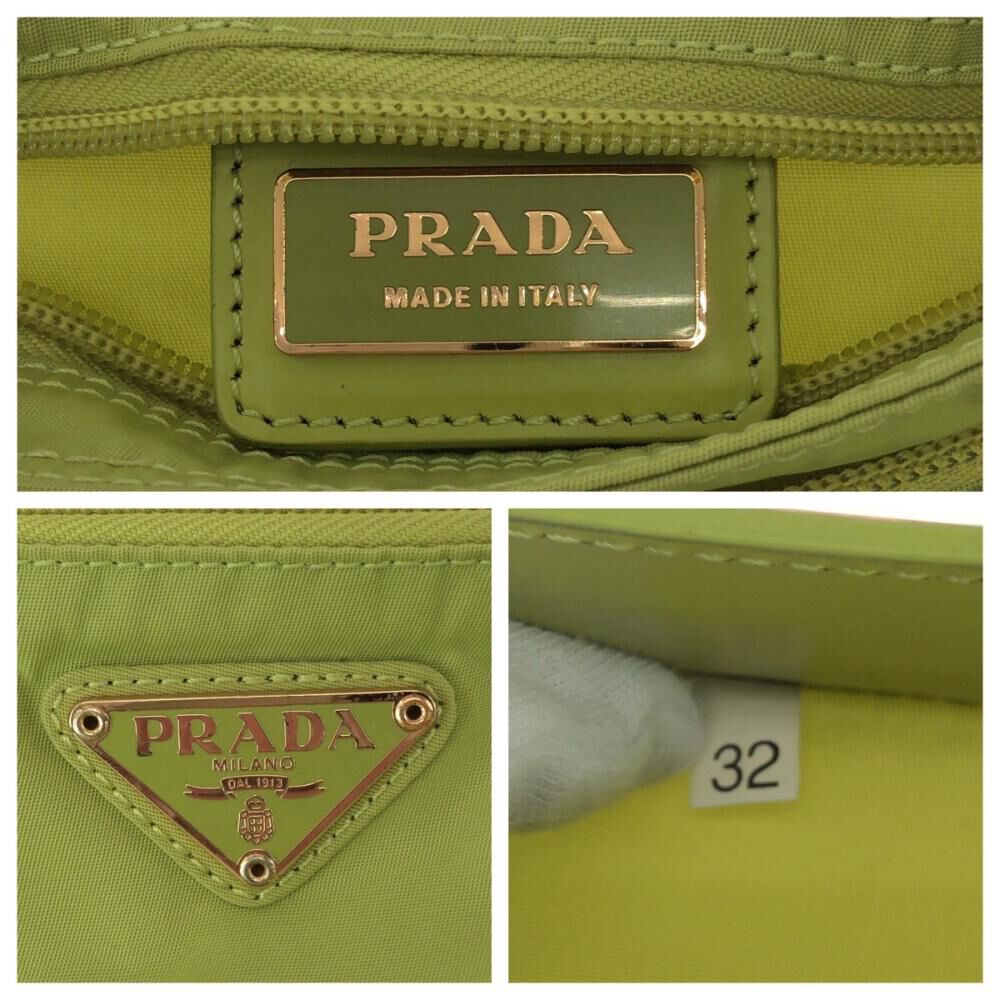 PRADA
MADE IN ITALY
PRADA
MILANO
DAL 1913
32